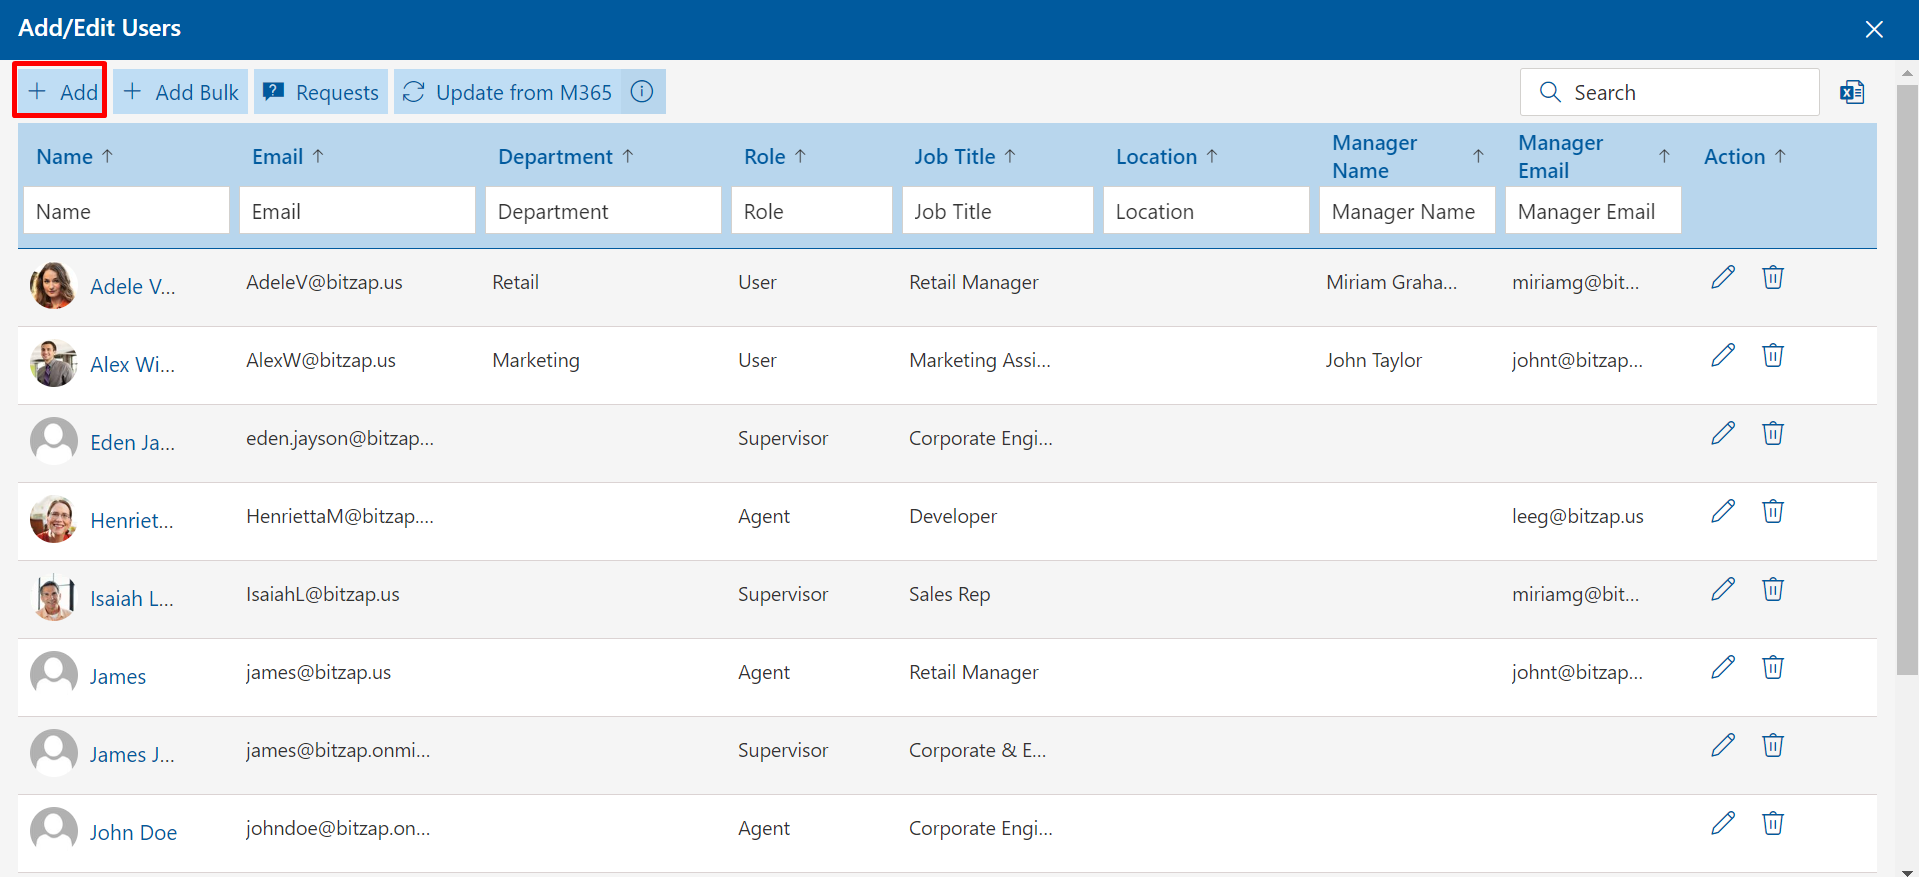 Add/Edit Users
Add
Add Bulk
Requests
Update from M365
Search
Name Email Department Role Job Title Location Manager Name Manager Email Action
Name Email Department Role Job Title Location Manager Name Manager Email
Adele V... AdeleV@bitzap.us Retail User Retail Manager Miriam Graha... miriamg@bit...
Alex Wi... AlexW@bitzap.us Marketing User Marketing Assi... John Taylor johnt@bitzap...
Eden Ja... eden.jayson@bitzap... Supervisor Corporate Engi...
Henriet... HenriettaM@bitzap.... Agent Developer leeg@bitzap.us
Isaiah L... IsaiahL@bitzap.us Supervisor Sales Rep miriamg@bit...
James james@bitzap.us Agent Retail Manager johnt@bitzap...
James J... james@bitzap.onmi... Supervisor Corporate & E...
John Doe johndoe@bitzap.on... Agent Corporate Engi...